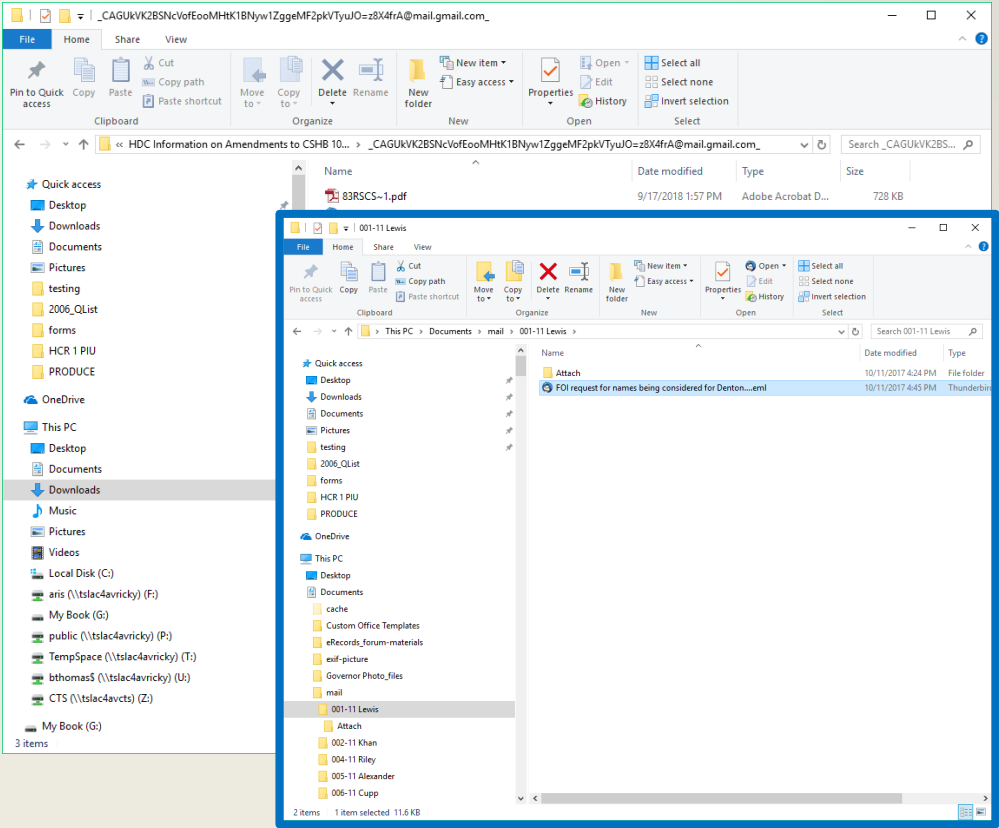 _CAGUkVK2BSNcVofEooMHtK1BNyw1ZggeMF2pkVTyuJO=z8X4frA@mail.gmail.com_
File Home Share View
Pin to Quick access
Copy
Paste
Cut
Copy path
Paste shortcut
Clipboard
Move to
Copy to
Delete
Rename
Organize
New folder
New item
Easy access
New
Properties
Open
Edit
History
Open
Select all
Select none
Invert selection
Select
« HDC Information on Amendments to CSHB 10... > _CAGUkVK2BSNcVofEooMHtK1BNyw1ZggeMF2pkVTyuJO=z8X4frA@mail.gmail.com_
Search _CAGUkVK2BS...
Name Date modified Type Size
83RSCS~1.pdf 9/17/2018 1:57 PM Adobe Acrobat D... 728 KB
Quick access
Desktop
Downloads
Documents
Pictures
testing
2006_QList
forms
HCR 1 PIU
PRODUCE
OneDrive
This PC
Desktop
Documents
Downloads
Music
Pictures
Videos
Local Disk (C:)
aris (\\tslac4avricky) (F:)
My Book (G:)
public (\\tslac4avricky) (P:)
TempSpace (\\tslac4avricky) (T:)
bthomas$ (\\tslac4avricky) (U:)
CTS (\\tslac4avcts) (Z:)
My Book (G:)
3 items
001-11 Lewis
File Home Share View
Pin to Quick access
Copy
Paste
Cut
Copy path
Paste shortcut
Clipboard
Move to
Copy to
Delete
Rename
Organize
New folder
New item
Easy access
New
Properties
Open
Edit
History
Open
Select all
Select none
Invert selection
Select
> This PC > Documents > mail > 001-11 Lewis >
Search 001-11 Lewis
Name Date modified Type
Attach 10/11/2017 4:24 PM File folder
FOI request for names being considered for Denton....eml 10/11/2017 4:45 PM Thunderbird
Quick access
Desktop
Downloads
Documents
Pictures
testing
2006_QList
forms
HCR 1 PIU
PRODUCE
OneDrive
This PC
Desktop
Documents
cache
Custom Office Templates
eRecords_forum-materials
exif-picture
Governor Photo_files
mail
001-11 Lewis
Attach
002-11 Khan
004-11 Riley
005-11 Alexander
006-11 Cupp
2 items 1 item selected 11.6 KB